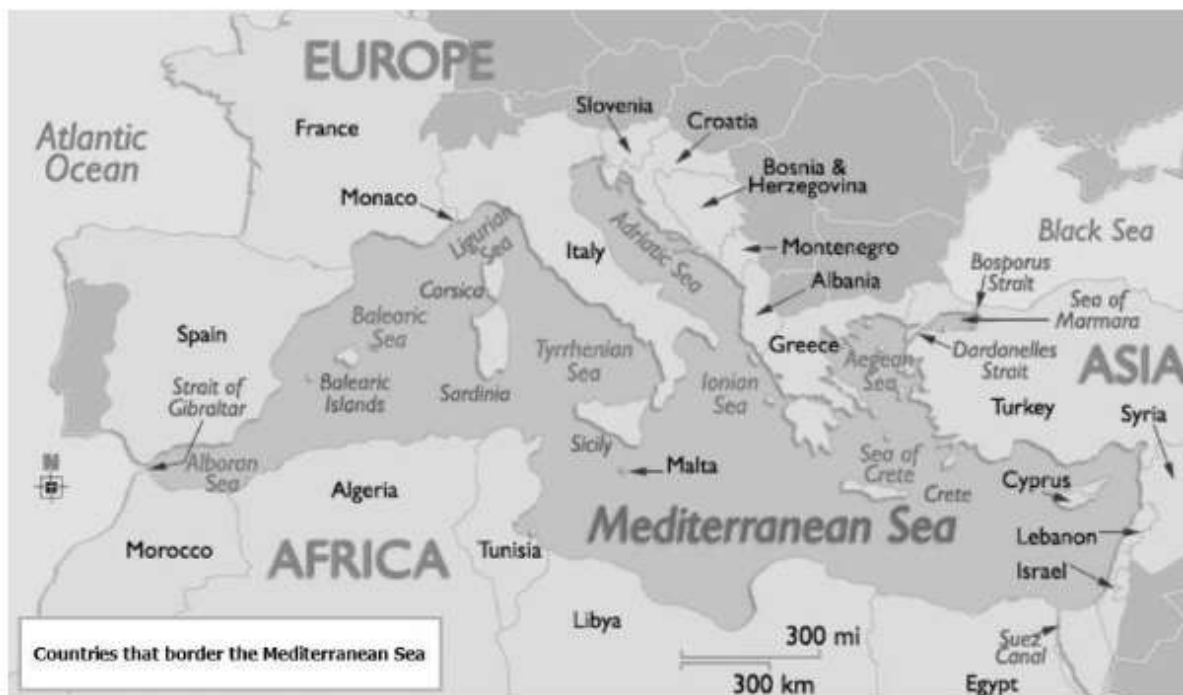 EUROPE
Atlantic
Ocean
France
Monaco
Slovenia
Croatia
Bosnia &
Herzegovina
Ligurian
Sea
Italy
Adriatic Sea
Montenegro
Albania
Black Sea
Bosporus
Strait
Sea of
Marmara
Corsica
Spain
Balearic
Sea
Tyrrhenian
Sea
Greece
Aegean
Sea
Dardanelles
Strait
ASIA
Strait of
Gibraltar
Balearic
Islands
Sardinia
Ionian
Sea
Turkey
Syria
N
Alboran
Sea
Sicily
Malta
Sea of
Crete
Crete
Cyprus
Algeria
Mediterranean Sea
Lebanon
Morocco
AFRICA
Tunisia
Israel
Libya
300 mi
300 km
Suez
Canal
Egypt
Countries that border the Mediterranean Sea